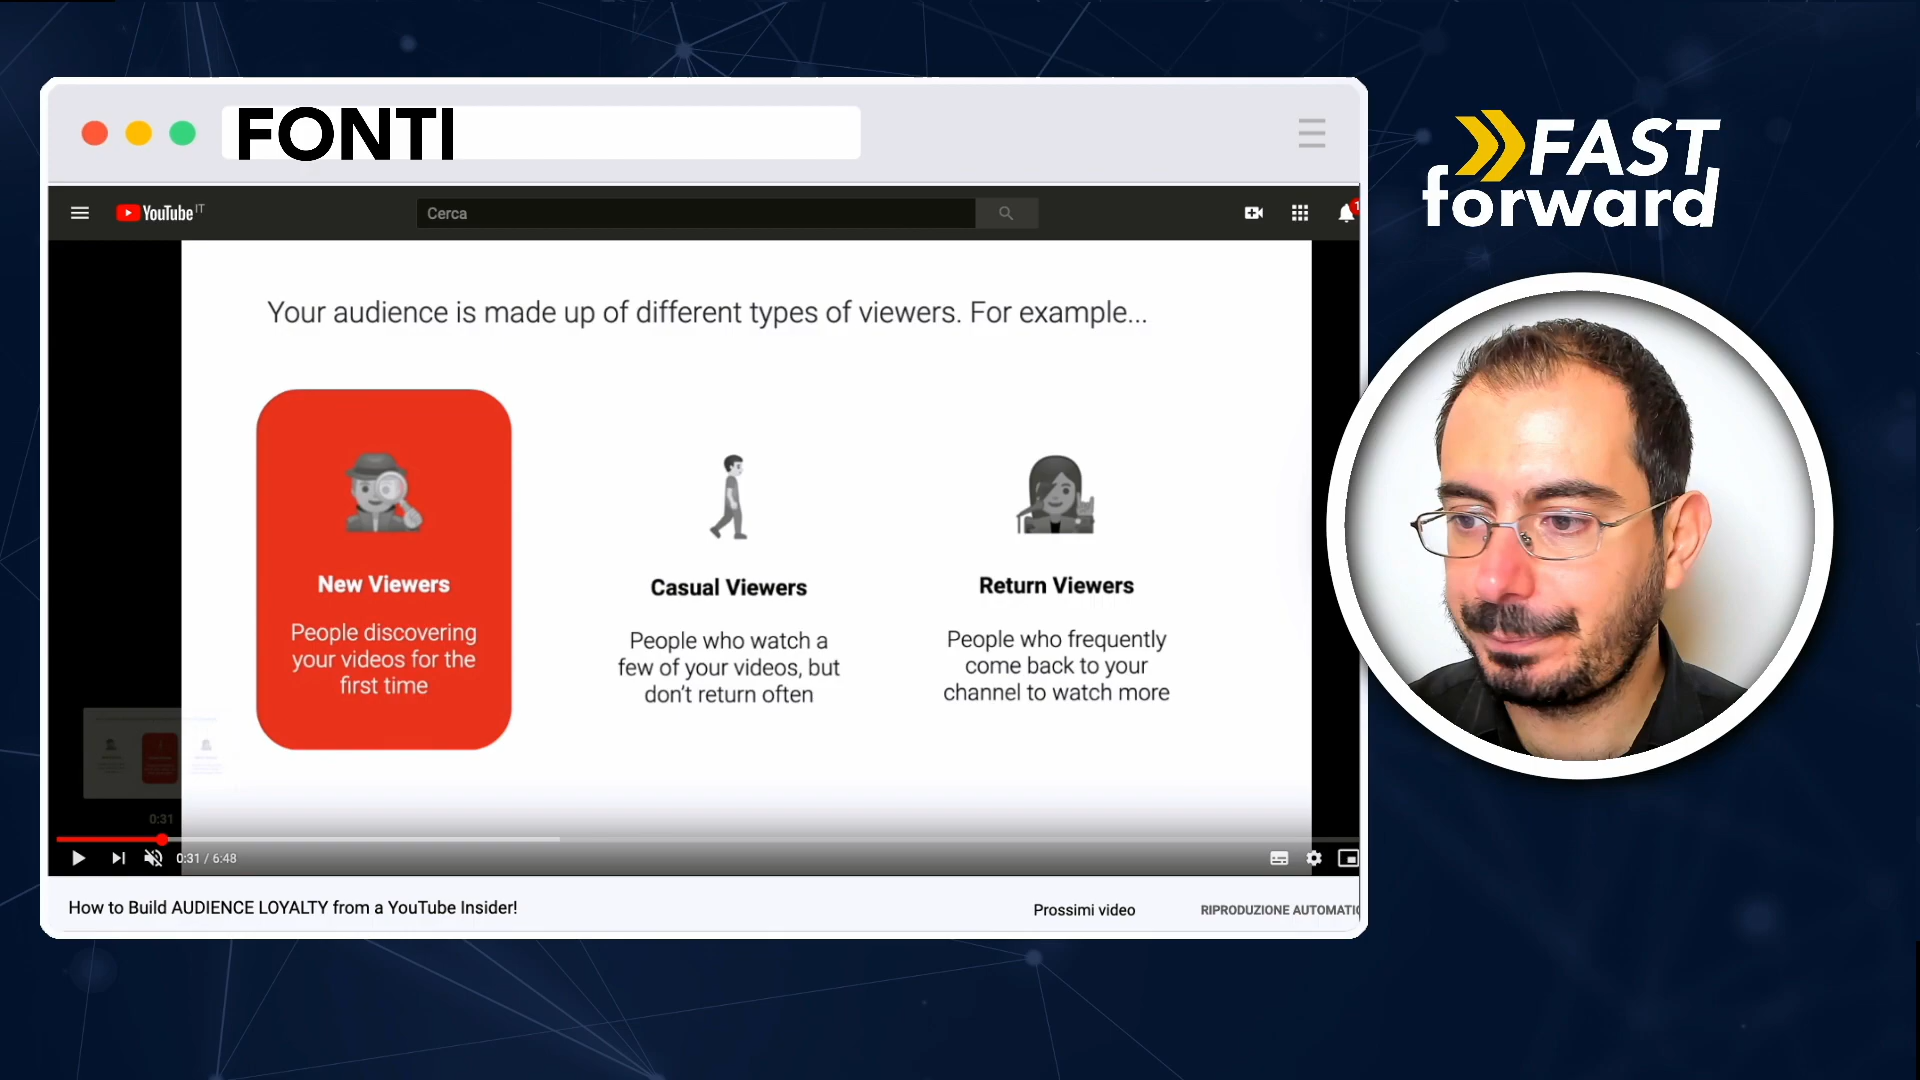 FONTI
FAST
forward
YouTube IT
Cerca
1
Your audience is made up of different types of viewers. For example...
New Viewers
People discovering
your videos for the
first time
Casual Viewers
People who watch a
few of your videos, but
don't return often
Return Viewers
People who frequently
come back to your
channel to watch more
0:31
0:31 / 6:48
How to Build AUDIENCE LOYALTY from a YouTube Insider!
Prossimi video
RIPRODUZIONE AUTOMATIC